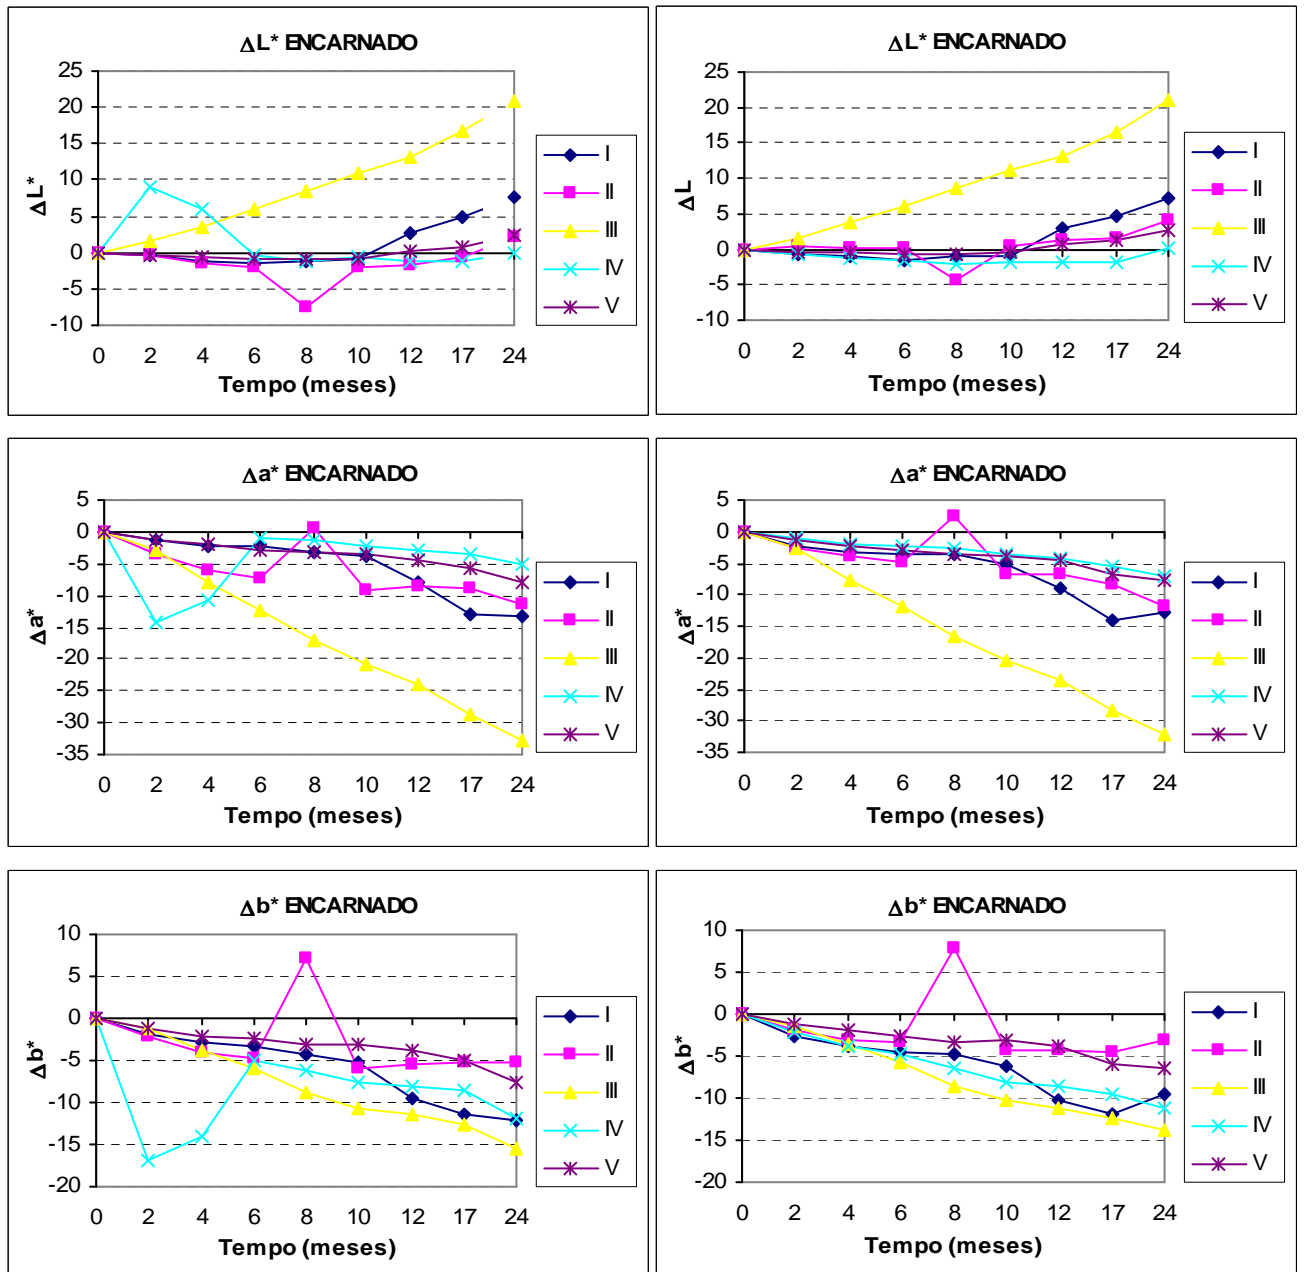 ΔL* ENCARNADO
25
20
15
10
5
0
-5
-10
ΔL*
0 2 4 6 8 10 12 17 24
Tempo (meses)
I
II
III
IV
V
ΔL* ENCARNADO
25
20
15
10
5
0
-5
-10
ΔL
0 2 4 6 8 10 12 17 24
Tempo (meses)
I
II
III
IV
V
Δa* ENCARNADO
5
0
-5
-10
-15
-20
-25
-30
-35
Δa*
0 2 4 6 8 10 12 17 24
Tempo (meses)
I
II
III
IV
V
Δa* ENCARNADO
5
0
-5
-10
-15
-20
-25
-30
-35
Δa*
0 2 4 6 8 10 12 17 24
Tempo (meses)
I
II
III
IV
V
Δb* ENCARNADO
10
5
0
-5
-10
-15
-20
Δb*
0 2 4 6 8 10 12 17 24
Tempo (meses)
I
II
III
IV
V
Δb* ENCARNADO
10
5
0
-5
-10
-15
-20
Δb*
0 2 4 6 8 10 12 17 24
Tempo (meses)
I
II
III
IV
V